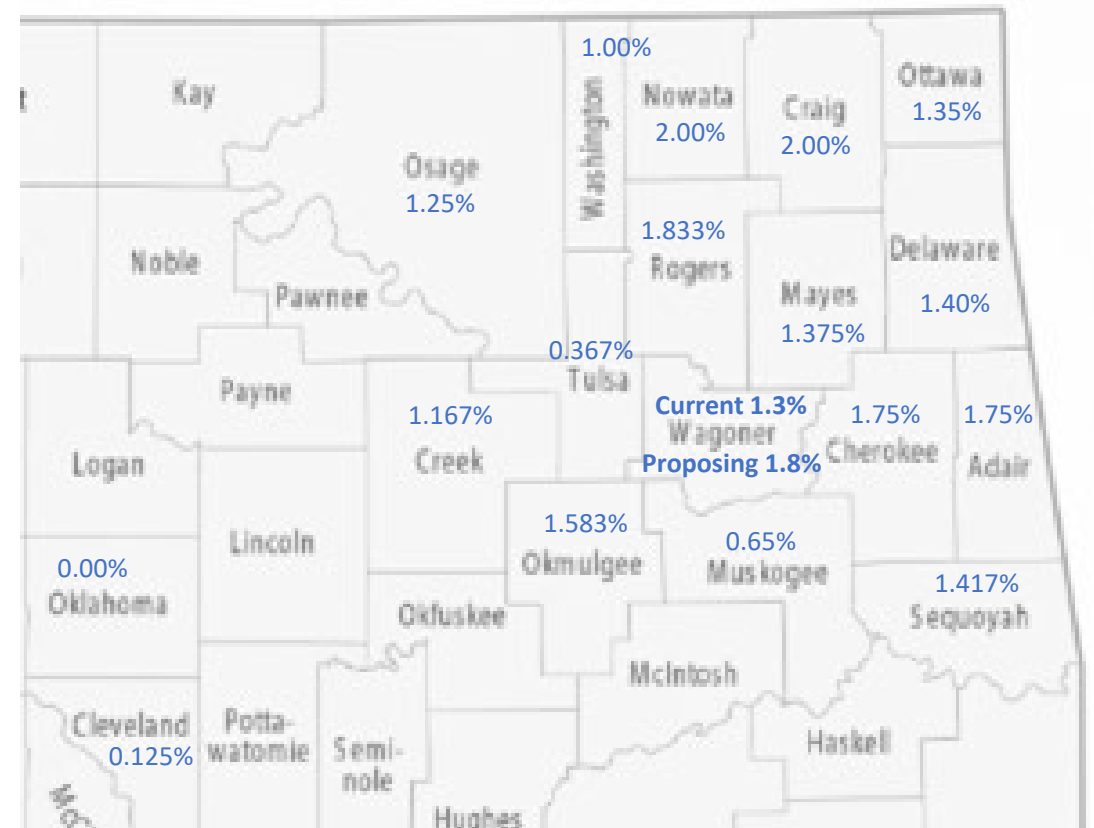 1.00%
Ottawa
1.35%
Kay
Nowata
2.00%
Craig
2.00%
Washington
Osage
1.25%
1.833%
Rogers
Delaware
1.40%
Noble
Pawnee
Mayes
1.375%
0.367%
Tulsa
Payne
1.167%
Creek
Current 1.3%
Wagoner
Proposing 1.8%
1.75%
Cherokee
1.75%
Adair
Logan
Lincoln
1.583%
Okmulgee
0.65%
Muskogee
0.00%
Oklahoma
Okfuskee
1.417%
Sequoyah
McIntosh
Cleveland
0.125%
Potta-
watomie
Semi-
nole
Haskell
Hughes